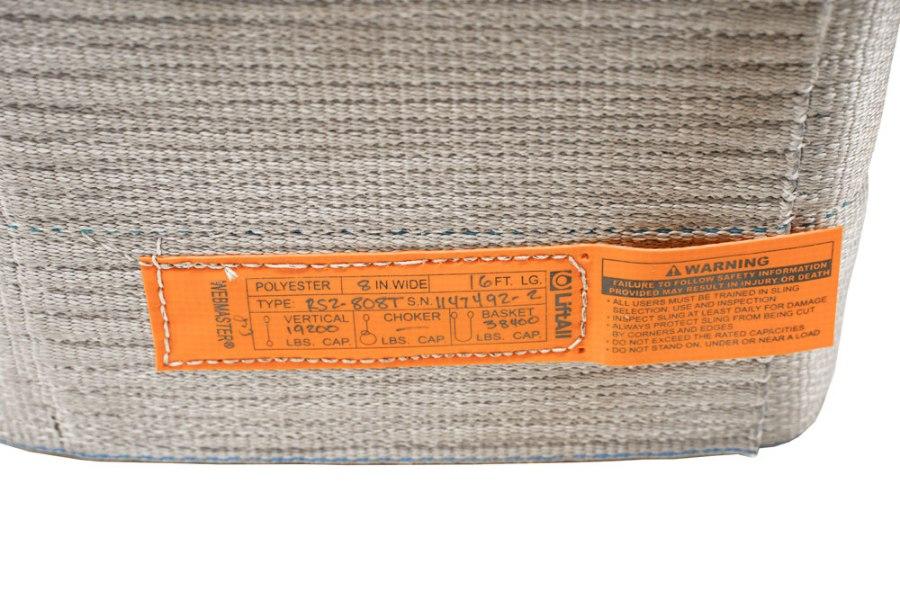 WEBMASTER®
POLYESTER 8 IN WIDE 6 FT. LG.
TYPE RS2-808T S.N. 1147492-2
VERTICAL CHOKER BASKET
19200 — 38400
LBS. CAP. LBS. CAP LBS. CAP.
LiftAll
WARNING
FAILURE TO FOLLOW SAFETY INFORMATION
PROVIDED MAY RESULT IN INJURY OR DEATH
• ALL USERS MUST BE TRAINED IN SLING
SELECTION, USE AND INSPECTION
• INSPECT SLING AT LEAST DAILY FOR DAMAGE
• ALWAYS PROTECT SLING FROM BEING CUT
BY CORNERS AND EDGES
• DO NOT EXCEED THE RATED CAPACITIES
• DO NOT STAND ON, UNDER OR NEAR A LOAD